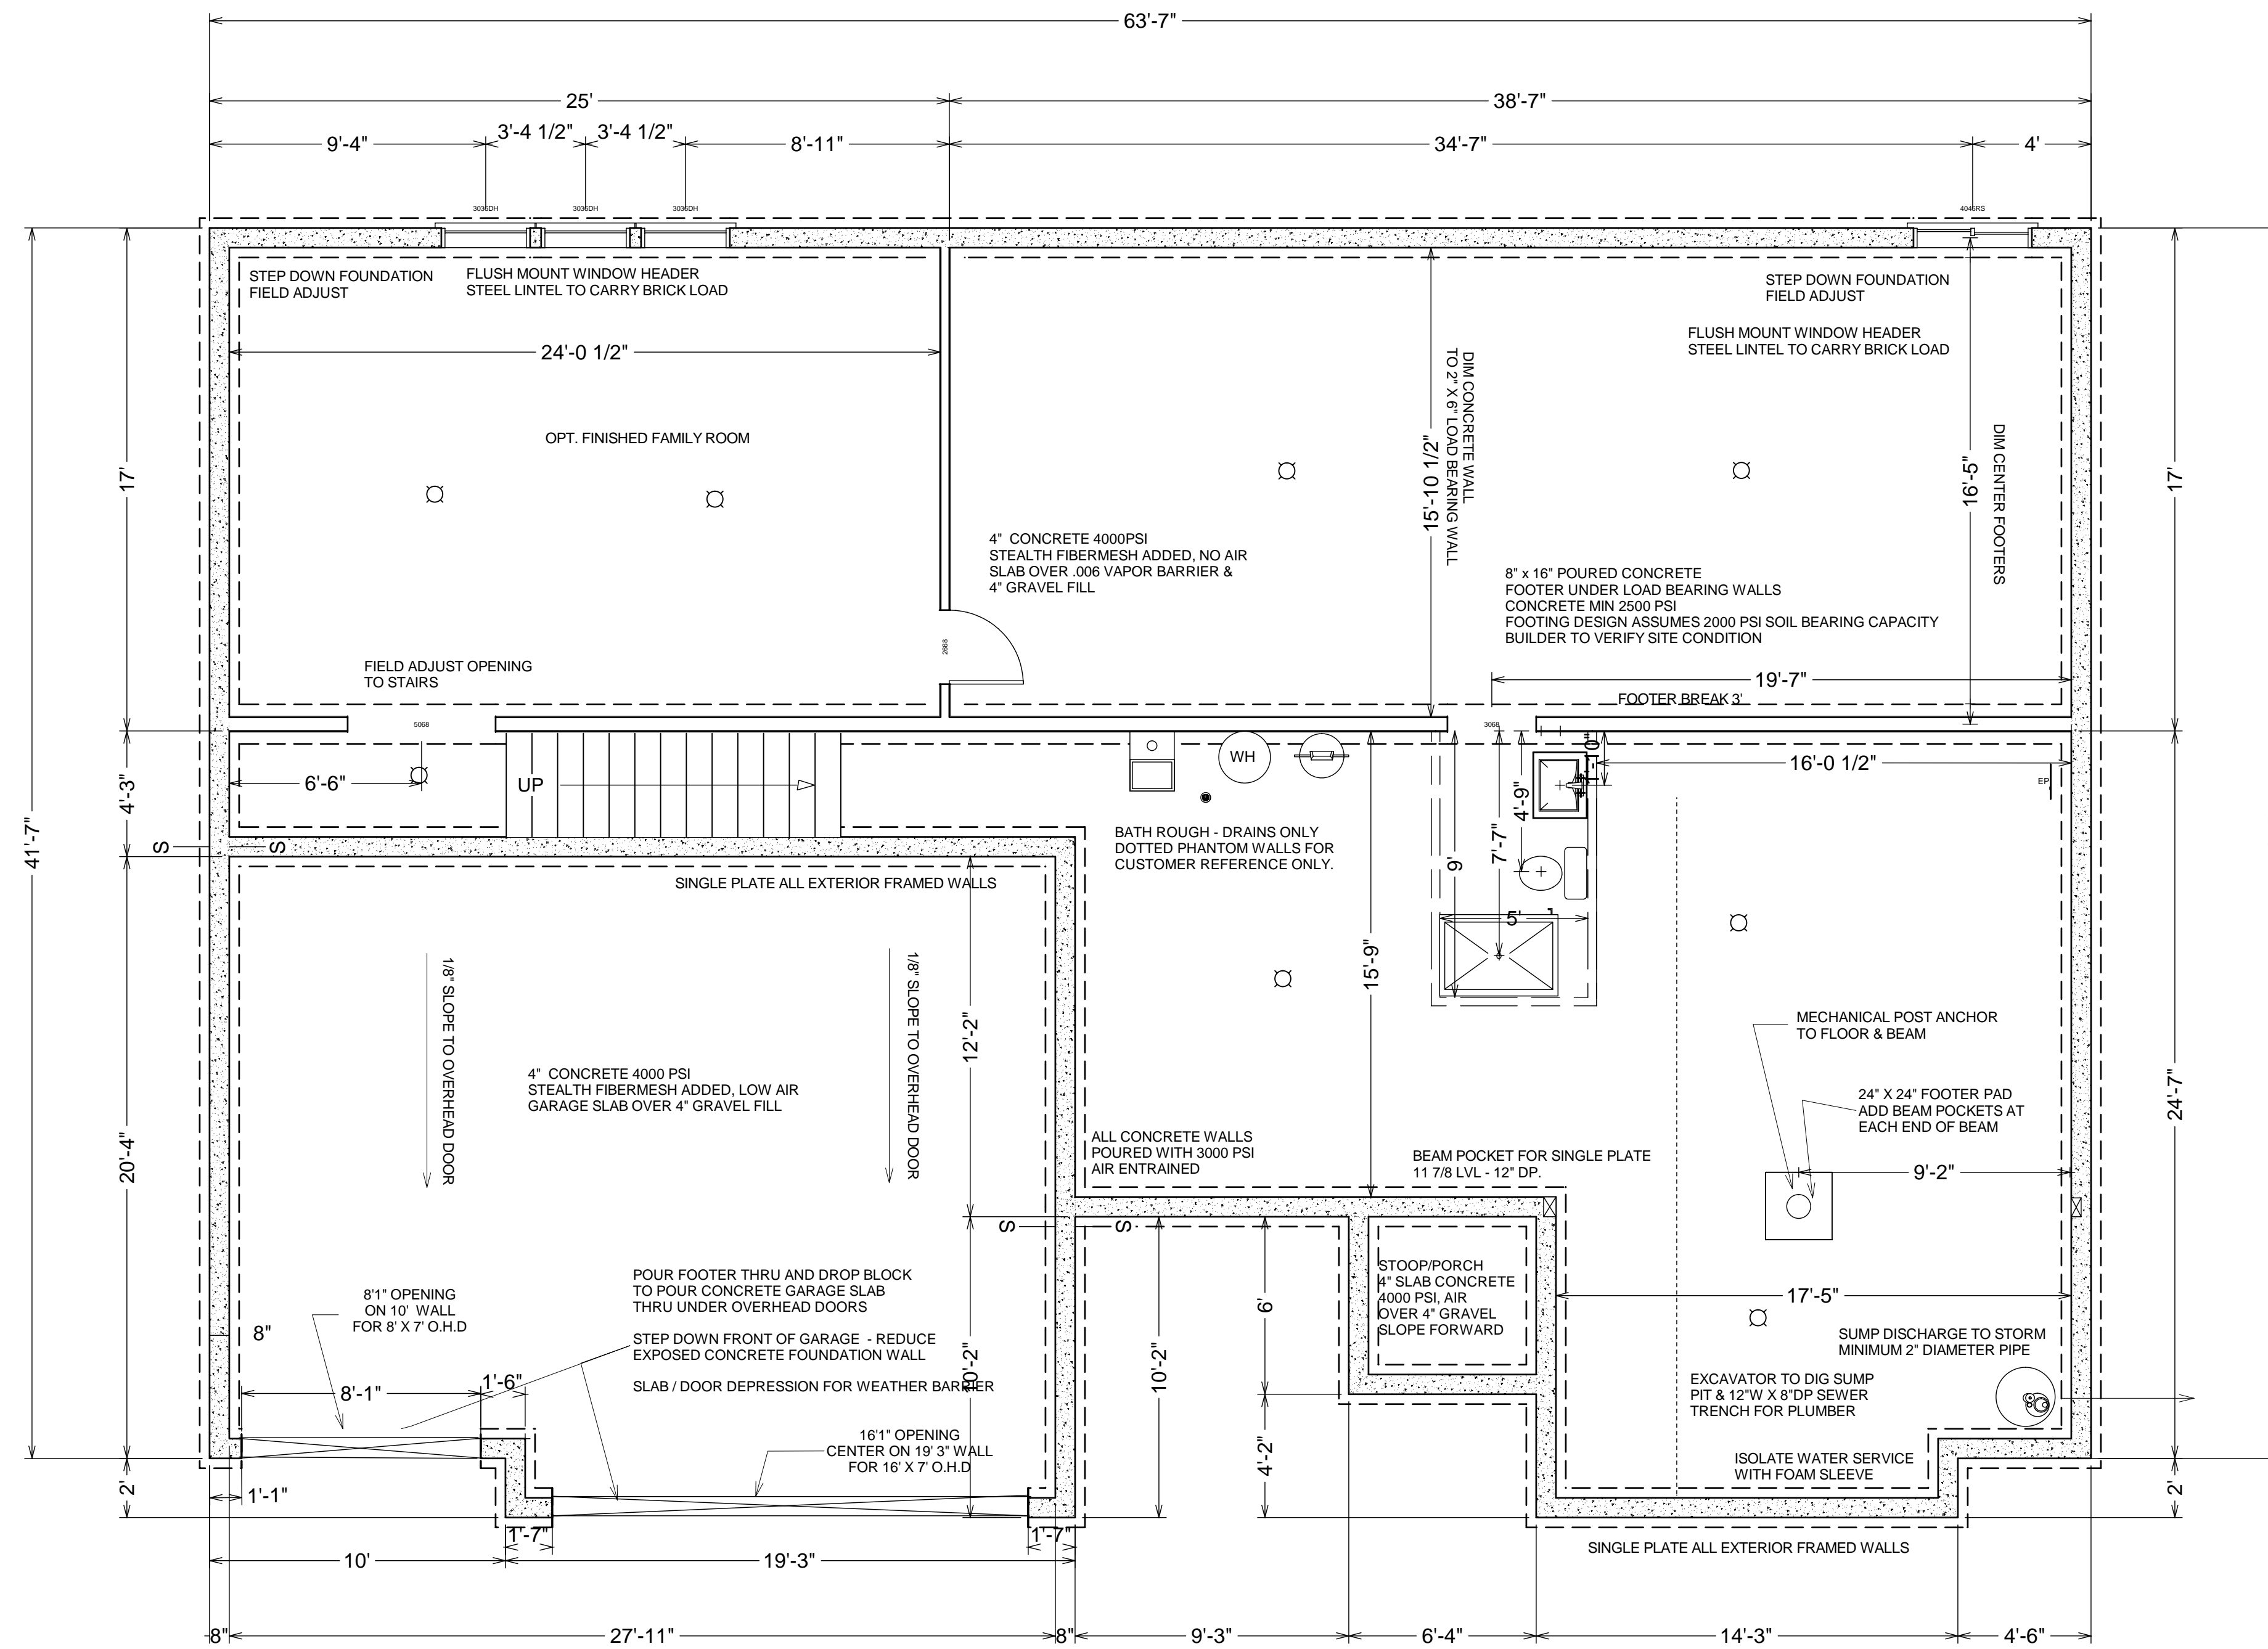 63'-7"
25'
38'-7"
9'-4"
3'-4 1/2"
3'-4 1/2"
8'-11"
34'-7"
4'
3036DH
3036DH
3036DH
4046RS
STEP DOWN FOUNDATION
FIELD ADJUST
FLUSH MOUNT WINDOW HEADER
STEEL LINTEL TO CARRY BRICK LOAD
STEP DOWN FOUNDATION
FIELD ADJUST
FLUSH MOUNT WINDOW HEADER
STEEL LINTEL TO CARRY BRICK LOAD
24'-0 1/2"
OPT. FINISHED FAMILY ROOM
17'
41'-7"
15'-10 1/2"
DIM CONCRETE WALL
TO 2" X 6" LOAD BEARING WALL
16'-5"
DIM CENTER FOOTERS
17'
4" CONCRETE 4000PSI
STEALTH FIBERMESH ADDED, NO AIR
SLAB OVER .006 VAPOR BARRIER &
4" GRAVEL FILL
8" x 16" POURED CONCRETE
FOOTER UNDER LOAD BEARING WALLS
CONCRETE MIN 2500 PSI
FOOTING DESIGN ASSUMES 2000 PSI SOIL BEARING CAPACITY
BUILDER TO VERIFY SITE CONDITION
2668
FIELD ADJUST OPENING
TO STAIRS
19'-7"
FOOTER BREAK 3'
5068
3068
4'-3"
6'-6"
UP
WH
1'-10"
16'-0 1/2"
EP
4'-9"
7'-7"
9'
5'
BATH ROUGH - DRAINS ONLY
DOTTED PHANTOM WALLS FOR
CUSTOMER REFERENCE ONLY.
S
S
SINGLE PLATE ALL EXTERIOR FRAMED WALLS
1/8" SLOPE TO OVERHEAD DOOR
1/8" SLOPE TO OVERHEAD DOOR
12'-2"
15'-9"
4" CONCRETE 4000 PSI
STEALTH FIBERMESH ADDED, LOW AIR
GARAGE SLAB OVER 4" GRAVEL FILL
20'-4"
24'-7"
MECHANICAL POST ANCHOR
TO FLOOR & BEAM
24" X 24" FOOTER PAD
ADD BEAM POCKETS AT
EACH END OF BEAM
ALL CONCRETE WALLS
POURED WITH 3000 PSI
AIR ENTRAINED
BEAM POCKET FOR SINGLE PLATE
11 7/8 LVL - 12" DP.
9'-2"
S
S
POUR FOOTER THRU AND DROP BLOCK
TO POUR CONCRETE GARAGE SLAB
THRU UNDER OVERHEAD DOORS
STEP DOWN FRONT OF GARAGE - REDUCE
EXPOSED CONCRETE FOUNDATION WALL
SLAB / DOOR DEPRESSION FOR WEATHER BARRIER
8'1" OPENING
ON 10' WALL
FOR 8' X 7' O.H.D
8"
10'-2"
10'-2"
6'
STOOP/PORCH
4" SLAB CONCRETE
4000 PSI, AIR
OVER 4" GRAVEL
SLOPE FORWARD
17'-5"
SUMP DISCHARGE TO STORM
MINIMUM 2" DIAMETER PIPE
EXCAVATOR TO DIG SUMP
PIT & 12"W X 8"DP SEWER
TRENCH FOR PLUMBER
8'-1"
1'-6"
16'1" OPENING
CENTER ON 19' 3" WALL
FOR 16' X 7' O.H.D
4'-2"
ISOLATE WATER SERVICE
WITH FOAM SLEEVE
2'
1'-1"
2'
1'-7"
1'-7"
SINGLE PLATE ALL EXTERIOR FRAMED WALLS
10'
19'-3"
8"
27'-11"
8"
9'-3"
6'-4"
14'-3"
4'-6"